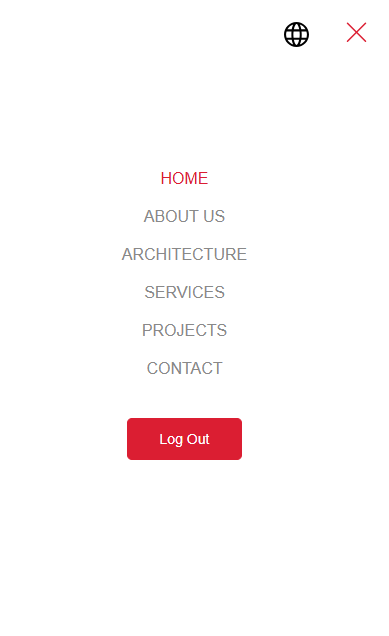 HOME
ABOUT US
ARCHITECTURE
SERVICES
PROJECTS
CONTACT
Log Out